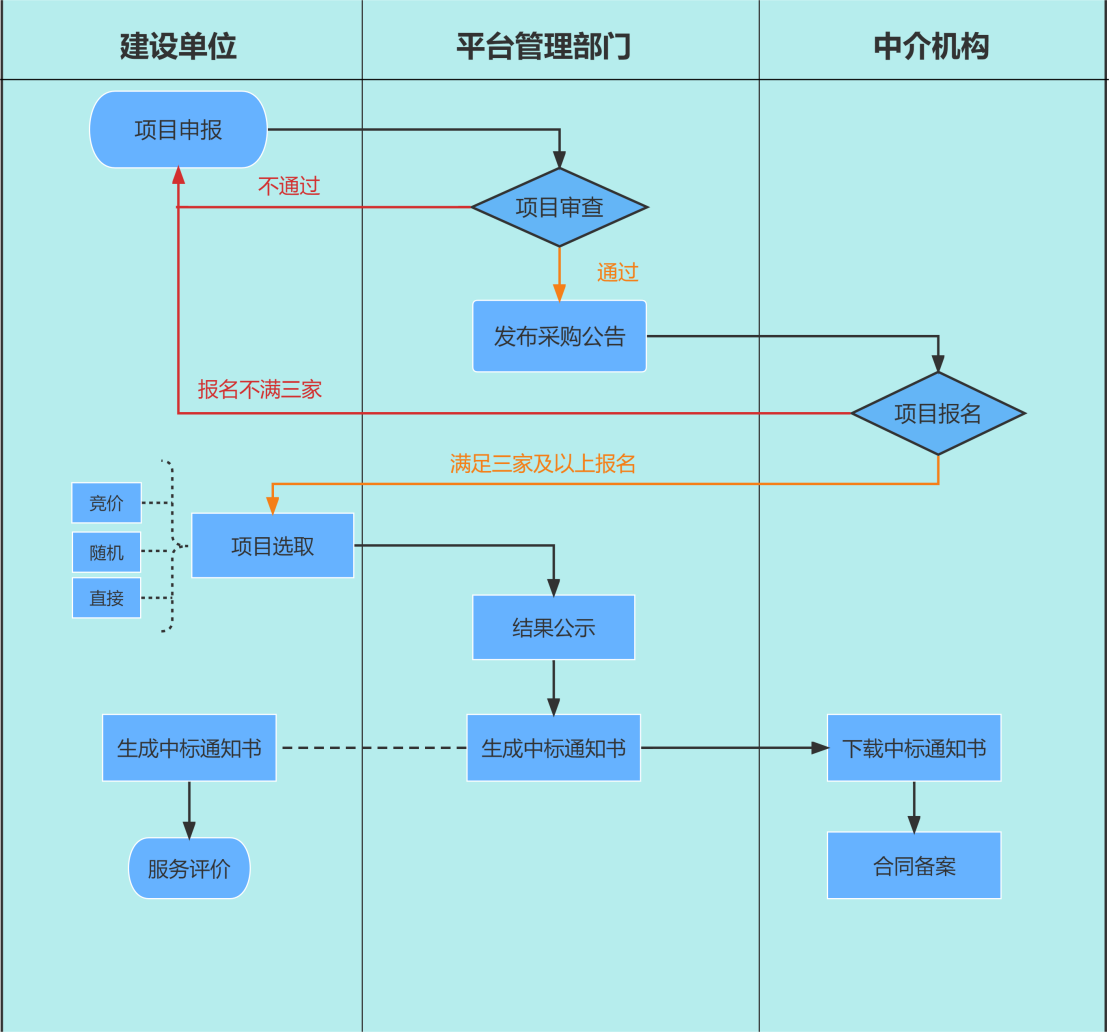 建设单位
平台管理部门
中介机构
项目申报
不通过
项目审查
通过
发布采购公告
报名不满三家
项目报名
满足三家及以上报名
竞价
随机
直接
项目选取
结果公示
生成中标通知书
生成中标通知书
下载中标通知书
服务评价
合同备案